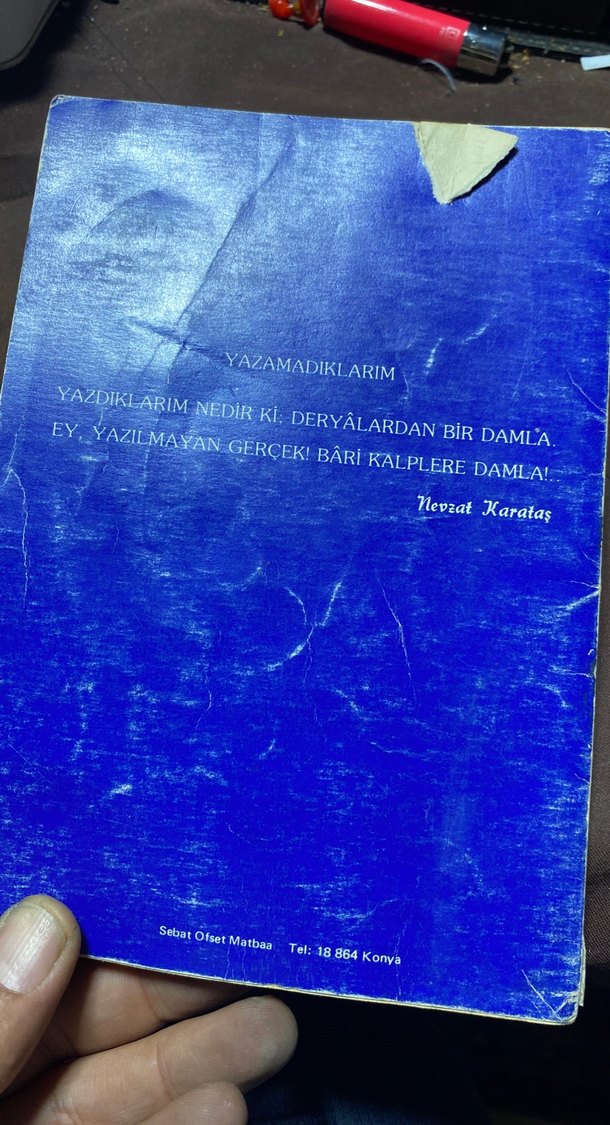 YAZAMADIKLARIM
YAZDIKLARIM NEDİR Kİ: DERYÂLARDAN BİR DAMLA.
EY, YAZILMAYAN GERÇEK! BÂRİ KALPLERE DAMLA!..
Nevzat Karataş
Sebat Ofset Matbaa Tel: 18 864 Konya